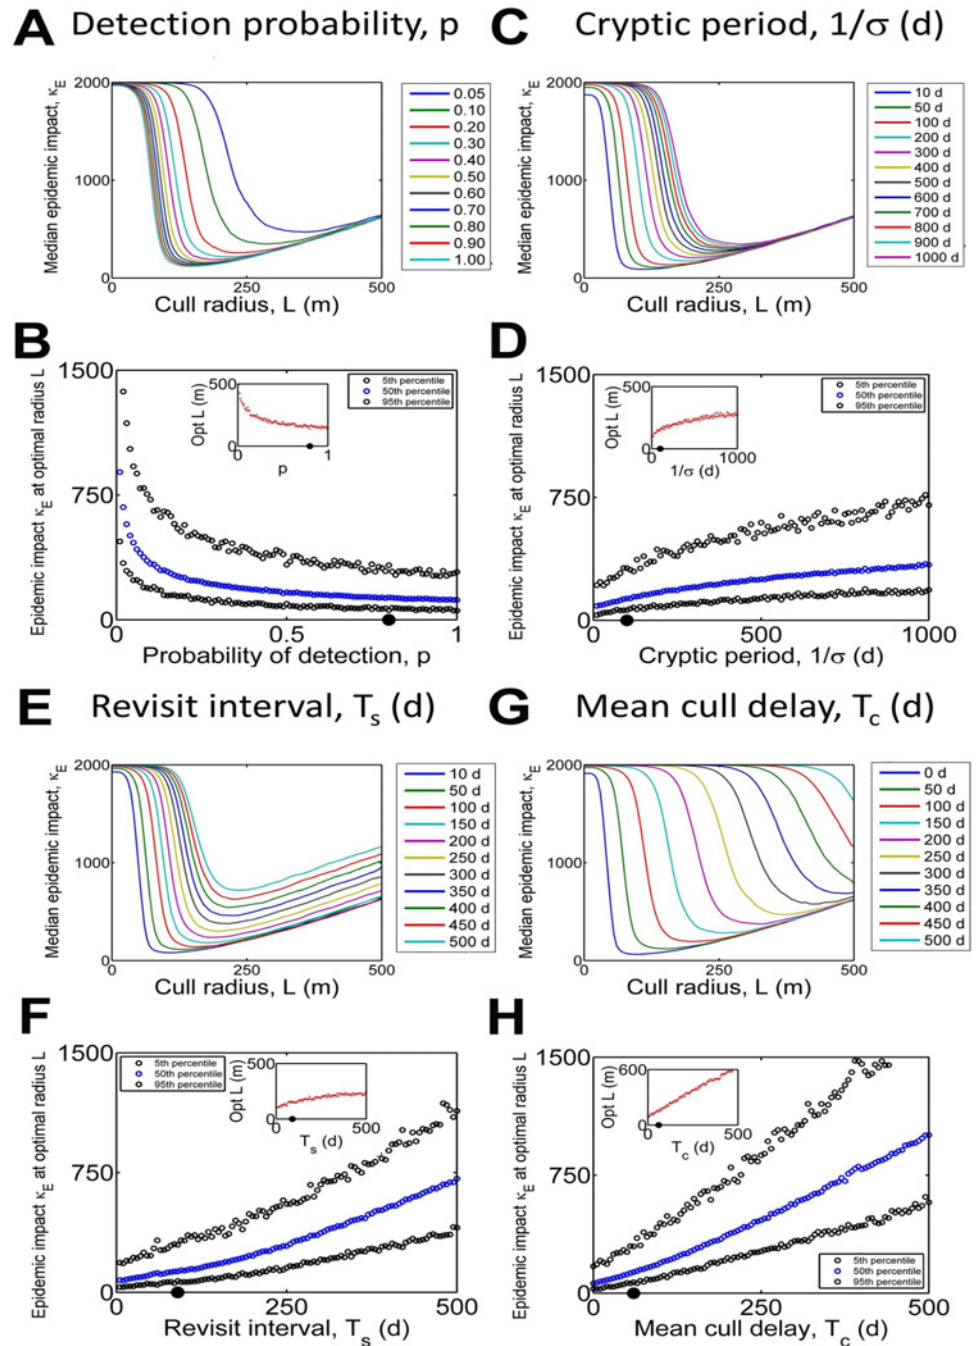 A Detection probability, p
Median epidemic impact, κE
2000
1000
0
0
250
500
Cull radius, L (m)
0.05
0.10
0.20
0.30
0.40
0.50
0.60
0.70
0.80
0.90
1.00
C Cryptic period, 1/σ (d)
Median epidemic impact, κE
2000
1000
0
0
250
500
Cull radius, L (m)
10 d
50 d
100 d
200 d
300 d
400 d
500 d
600 d
700 d
800 d
900 d
1000 d
B
Epidemic impact κE at optimal radius L
1500
750
0
0
0.5
1
Probability of detection, p
5th percentile
50th percentile
95th percentile
Opt L (m)
500
0
0
1
p
D
Epidemic impact κE at optimal radius L
1500
750
0
0
500
1000
Cryptic period, 1/σ (d)
5th percentile
50th percentile
95th percentile
Opt L (m)
500
0
0
1000
1/σ (d)
E Revisit interval, Ts (d)
Median epidemic impact, κE
2000
1000
0
0
250
500
Cull radius, L (m)
10 d
50 d
100 d
150 d
200 d
250 d
300 d
350 d
400 d
450 d
500 d
G Mean cull delay, Tc (d)
Median epidemic impact, κE
2000
1000
0
0
250
500
Cull radius, L (m)
0 d
50 d
100 d
150 d
200 d
250 d
300 d
350 d
400 d
450 d
500 d
F
Epidemic impact κE at optimal radius L
1500
750
0
0
250
500
Revisit interval, Ts (d)
5th percentile
50th percentile
95th percentile
Opt L (m)
500
0
0
500
Ts (d)
H
Epidemic impact κE at optimal radius L
1500
750
0
0
250
500
Mean cull delay, Tc (d)
5th percentile
50th percentile
95th percentile
Opt L (m)
600
0
0
500
Tc (d)